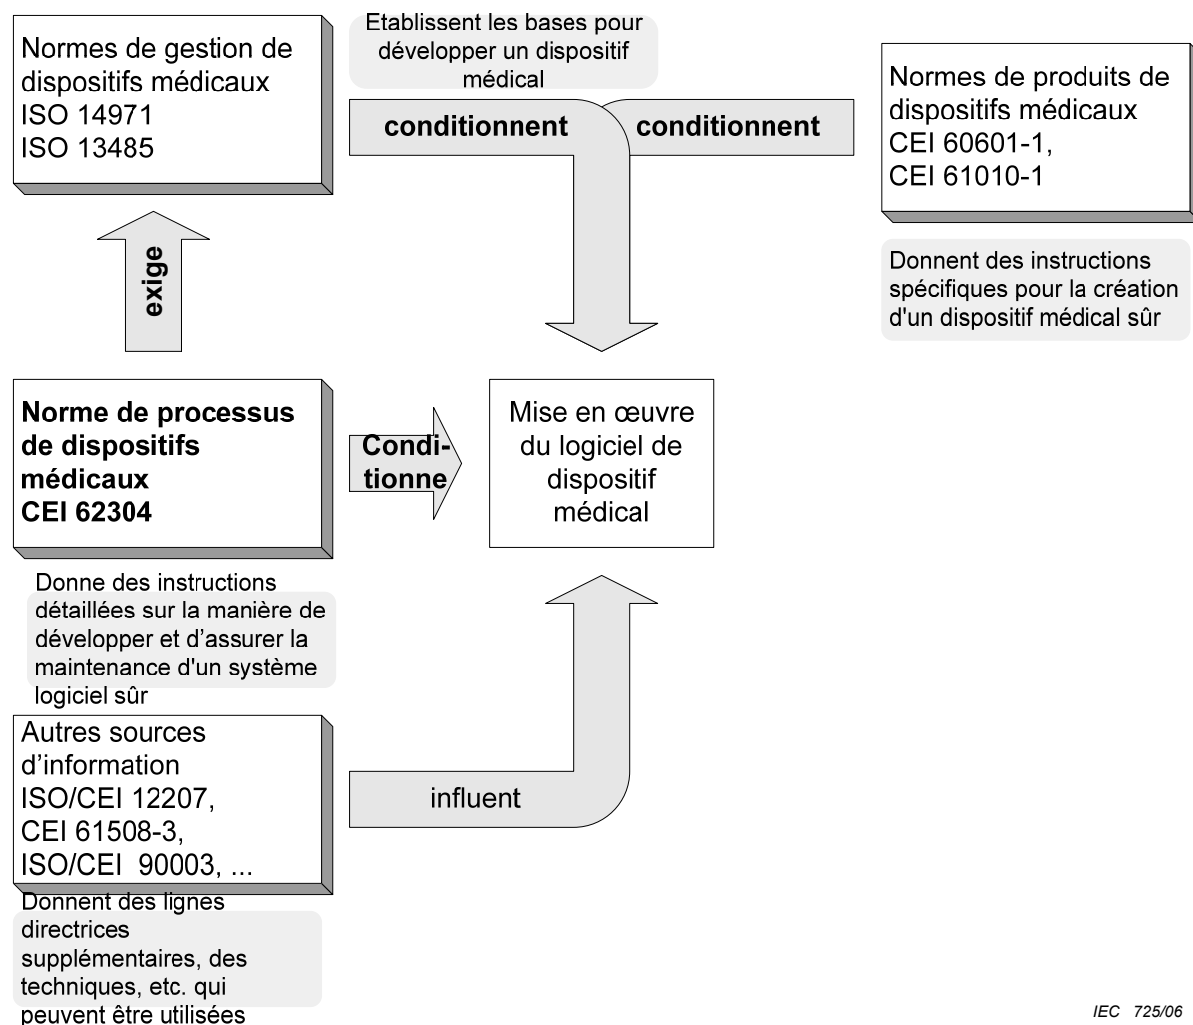 Normes de gestion de
dispositifs médicaux
ISO 14971
ISO 13485
Etablissent les bases pour
développer un dispositif
médical
conditionnent
conditionnent
Normes de produits de
dispositifs médicaux
CEI 60601-1,
CEI 61010-1
Donnent des instructions
spécifiques pour la création
d'un dispositif médical sûr
exige
Norme de processus
de dispositifs
médicaux
CEI 62304
Condi-
tionne
Mise en œuvre
du logiciel de
dispositif
médical
Donne des instructions
détaillées sur la manière de
développer et d’assurer la
maintenance d'un système
logiciel sûr
Autres sources
d’information
ISO/CEI 12207,
CEI 61508-3,
ISO/CEI 90003, ...
influent
Donnent des lignes
directrices
supplémentaires, des
techniques, etc. qui
peuvent être utilisées
IEC 725/06